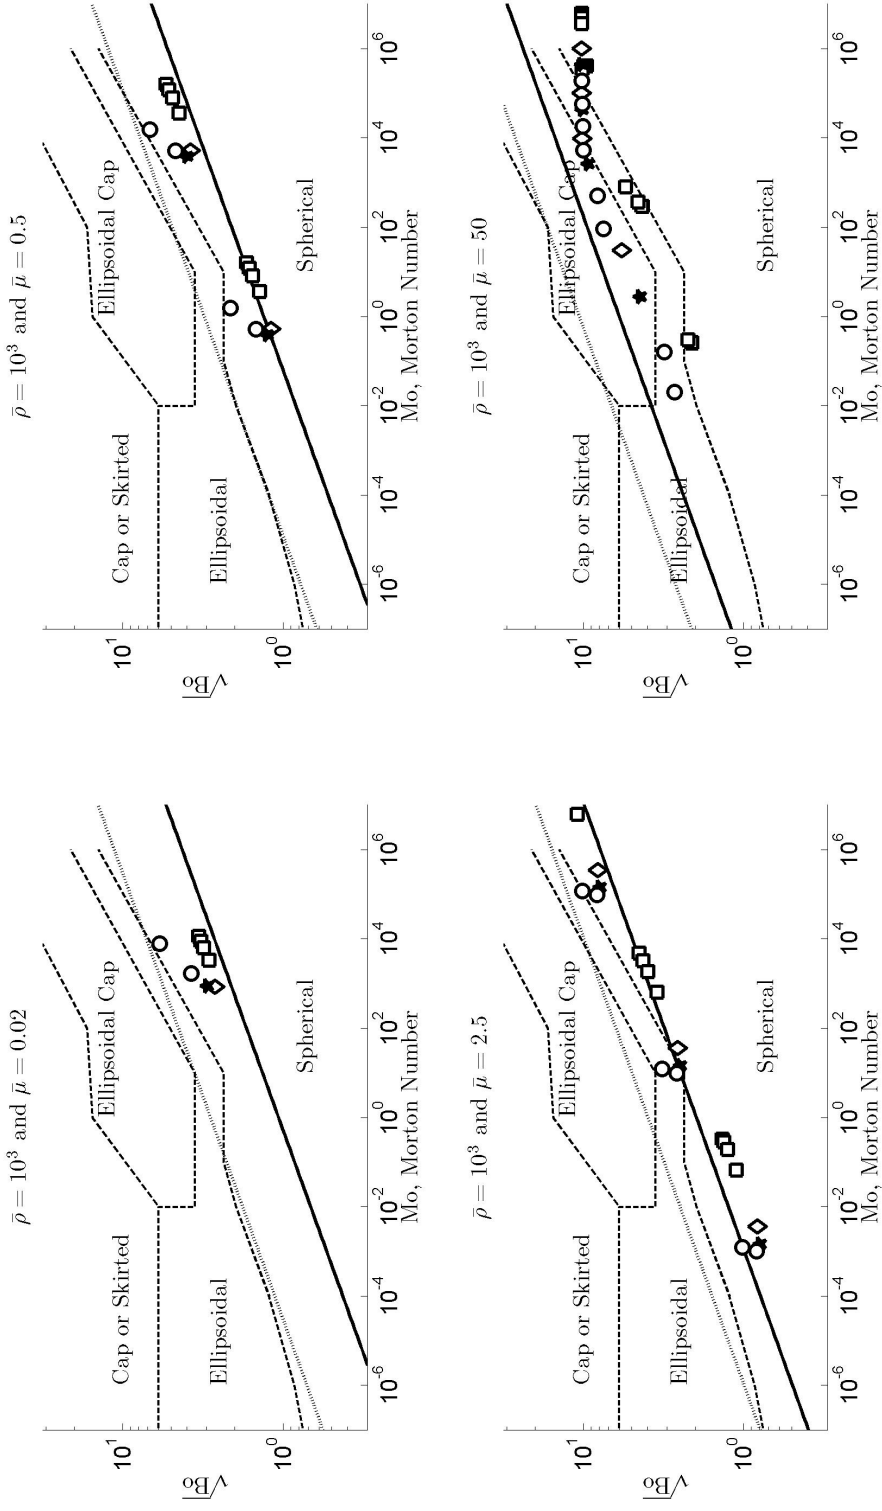 ρ̄ = 10³ and μ̄ = 0.02
10¹
10⁰
√Bo
Cap or Skirted
Ellipsoidal Cap
Ellipsoidal
Spherical
10⁻⁶ 10⁻⁴ 10⁻² 10⁰ 10² 10⁴ 10⁶
Mo, Morton Number
ρ̄ = 10³ and μ̄ = 0.5
10¹
10⁰
√Bo
Cap or Skirted
Ellipsoidal Cap
Ellipsoidal
Spherical
10⁻⁶ 10⁻⁴ 10⁻² 10⁰ 10² 10⁴ 10⁶
Mo, Morton Number
ρ̄ = 10³ and μ̄ = 2.5
10¹
10⁰
√Bo
Cap or Skirted
Ellipsoidal Cap
Ellipsoidal
Spherical
10⁻⁶ 10⁻⁴ 10⁻² 10⁰ 10² 10⁴ 10⁶
Mo, Morton Number
ρ̄ = 10³ and μ̄ = 50
10¹
10⁰
√Bo
Cap or Skirted
Ellipsoidal Cap
Ellipsoidal
Spherical
10⁻⁶ 10⁻⁴ 10⁻² 10⁰ 10² 10⁴ 10⁶
Mo, Morton Number